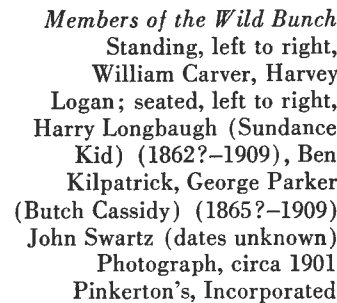 Members of the Wild Bunch
Standing, left to right,
William Carver, Harvey
Logan; seated, left to right,
Harry Longbaugh (Sundance
Kid) (1862?–1909), Ben
Kilpatrick, George Parker
(Butch Cassidy) (1865?–1909)
John Swartz (dates unknown)
Photograph, circa 1901
Pinkerton's, Incorporated